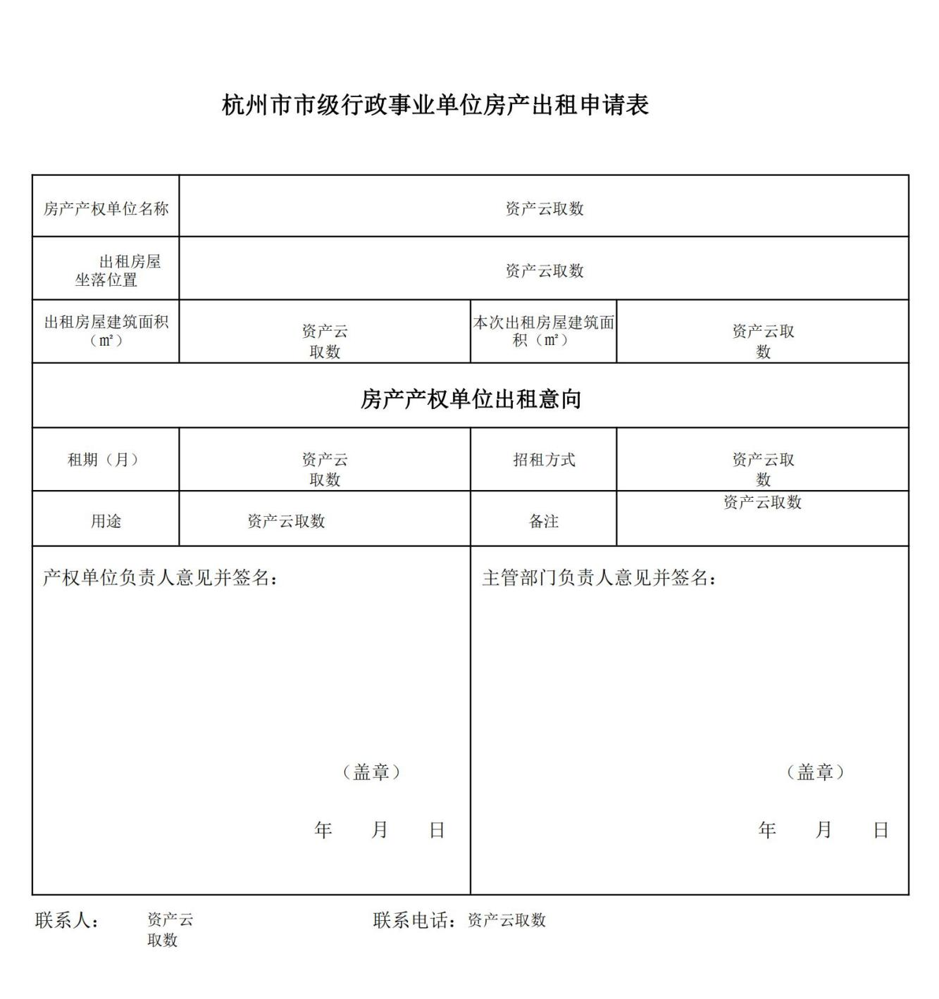 杭州市市级行政事业单位房产出租申请表
房产产权单位名称
资产云取数
出租房屋
坐落位置
资产云取数
出租房屋建筑面积
（㎡）
资产云
取数
本次出租房屋建筑面
积（㎡）
资产云取
数
房产产权单位出租意向
租期（月）
资产云
取数
招租方式
资产云取
数
用途
资产云取数
备注
资产云取数
产权单位负责人意见并签名：
（盖章）
年 月 日
主管部门负责人意见并签名：
（盖章）
年 月 日
联系人：
资产云
取数
联系电话：资产云取数